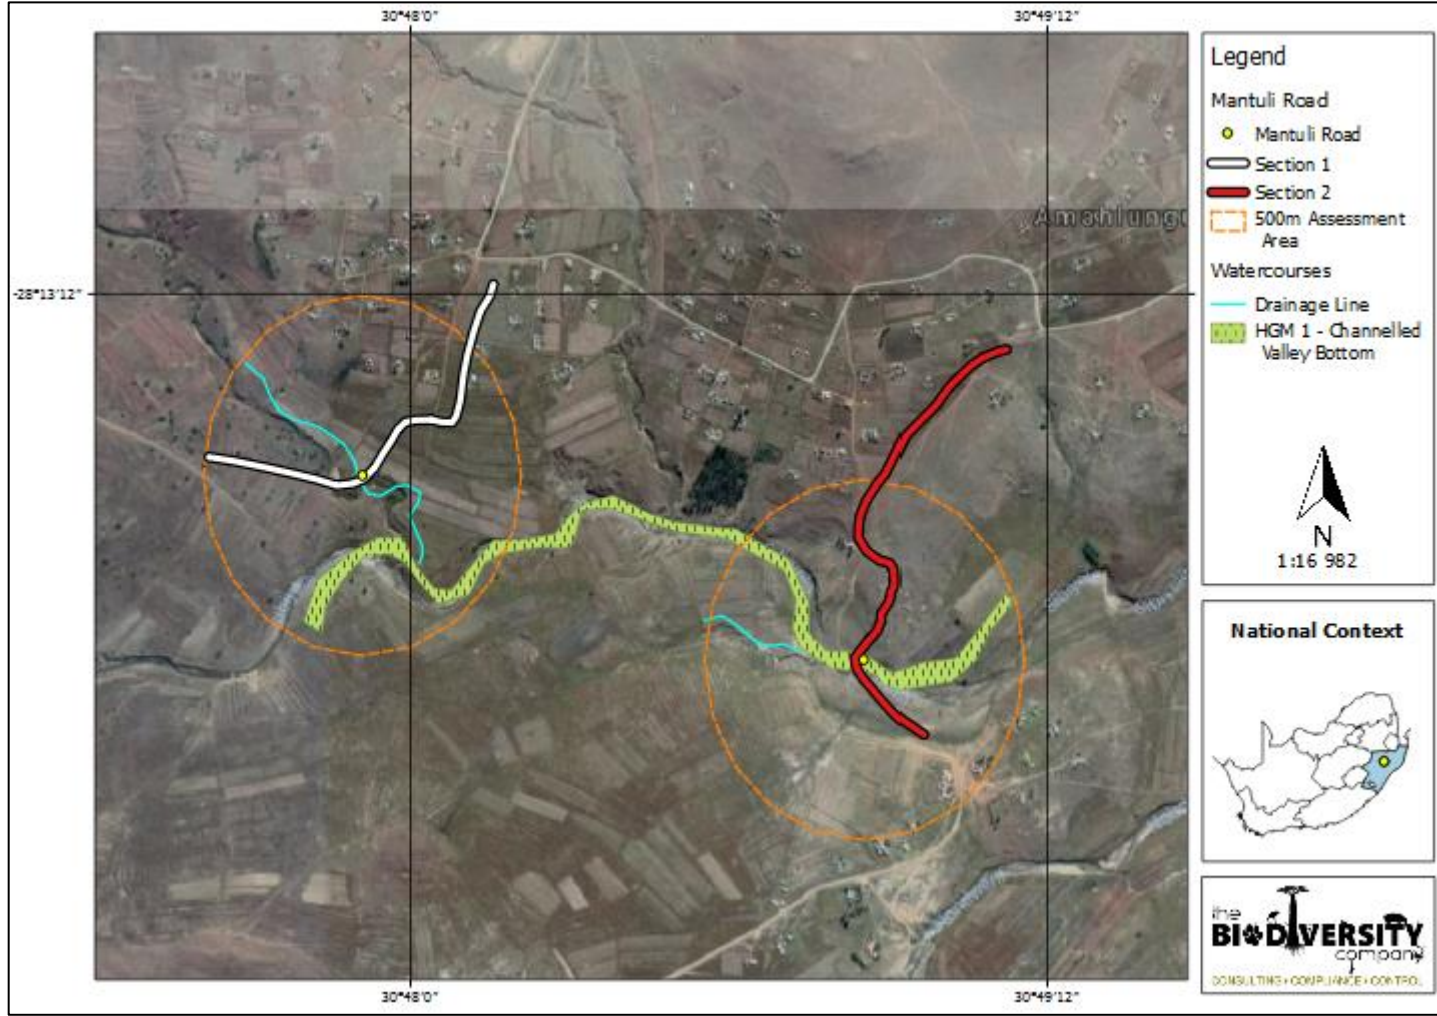 30°48'0"
30°49'12"
-28°13'12"
Amahlungu
Legend
Mantuli Road
Mantuli Road
Section 1
Section 2
500m Assessment
Area
Watercourses
Drainage Line
HGM 1 - Channelled
Valley Bottom
N
1:16 982
National Context
the
BIODIVERSITY
company
CONSULTING • COMPLIANCE • CONTROL
30°48'0"
30°49'12"